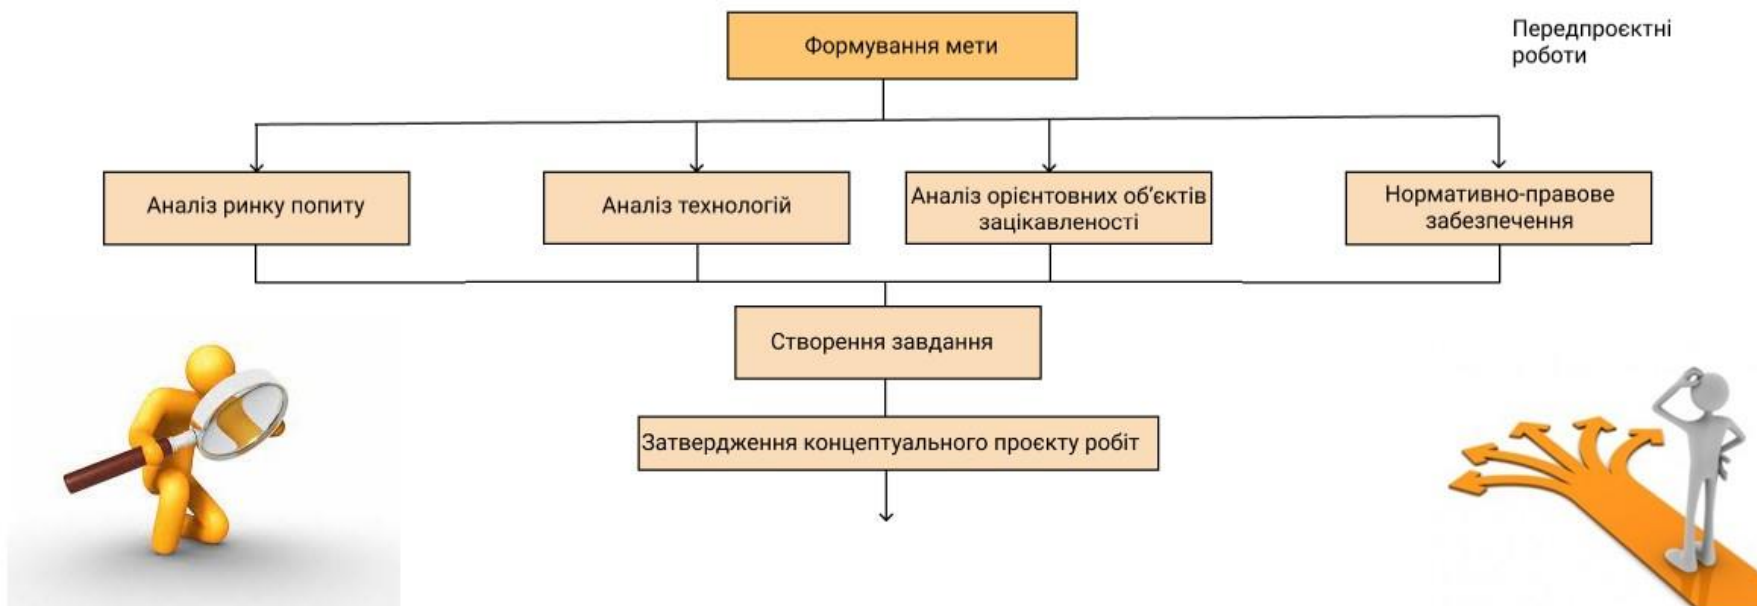 Формування мети
Передпроєктні
роботи
Аналіз ринку попиту
Аналіз технологій
Аналіз орієнтовних об’єктів
зацікавленості
Нормативно-правове
забезпечення
Створення завдання
Затвердження концептуального проєкту робіт